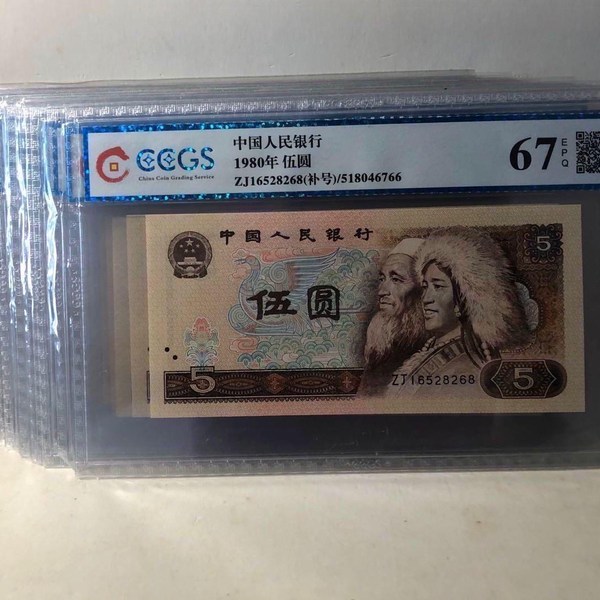 CCGS
China Coin Grading Service
中国人民银行
1980年 伍圆
ZJ16528268(补号)/518046766
67
EPQ
中国人民银行
5
伍圆
5
ZJ16528268
5